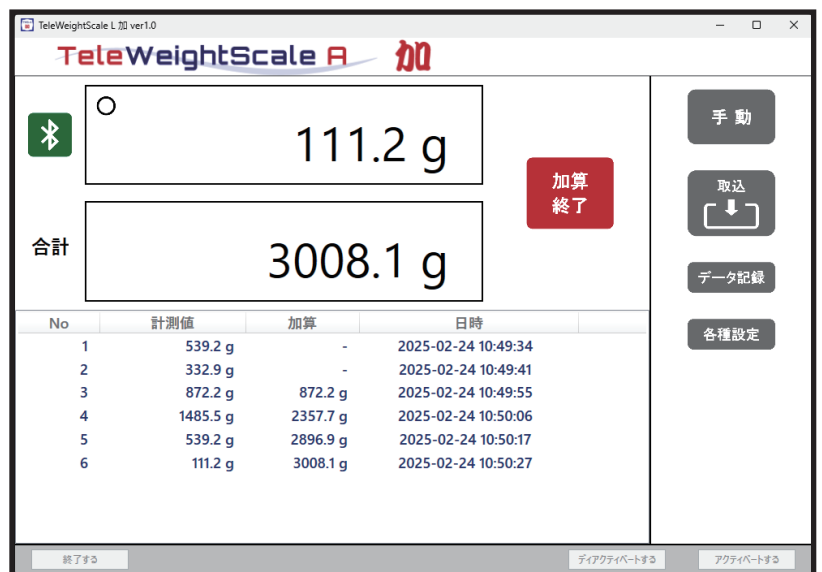 TeleWeightScale L 加 ver1.0
TeleWeightScale A 加
111.2 g
合計
3008.1 g
加算
終了
手動
取込
データ記録
各種設定
No 計測値 加算 日時
1 539.2 g - 2025-02-24 10:49:34
2 332.9 g - 2025-02-24 10:49:41
3 872.2 g 872.2 g 2025-02-24 10:49:55
4 1485.5 g 2357.7 g 2025-02-24 10:50:06
5 539.2 g 2896.9 g 2025-02-24 10:50:17
6 111.2 g 3008.1 g 2025-02-24 10:50:27
終了する
ディアクティベートする
アクティベートする